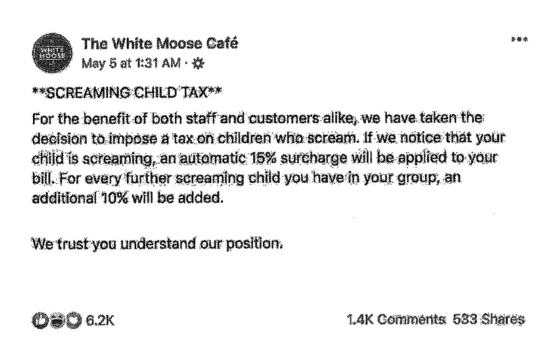 WHITE
MOOSE
The White Moose Café
May 5 at 1:31 AM ·
**SCREAMING CHILD TAX**
For the benefit of both staff and customers alike, we have taken the
decision to impose a tax on children who scream. If we notice that your
child is screaming, an automatic 15% surcharge will be applied to your
bill. For every further screaming child you have in your group, an
additional 10% will be added.
We trust you understand our position.
6.2K 1.4K Comments 533 Shares